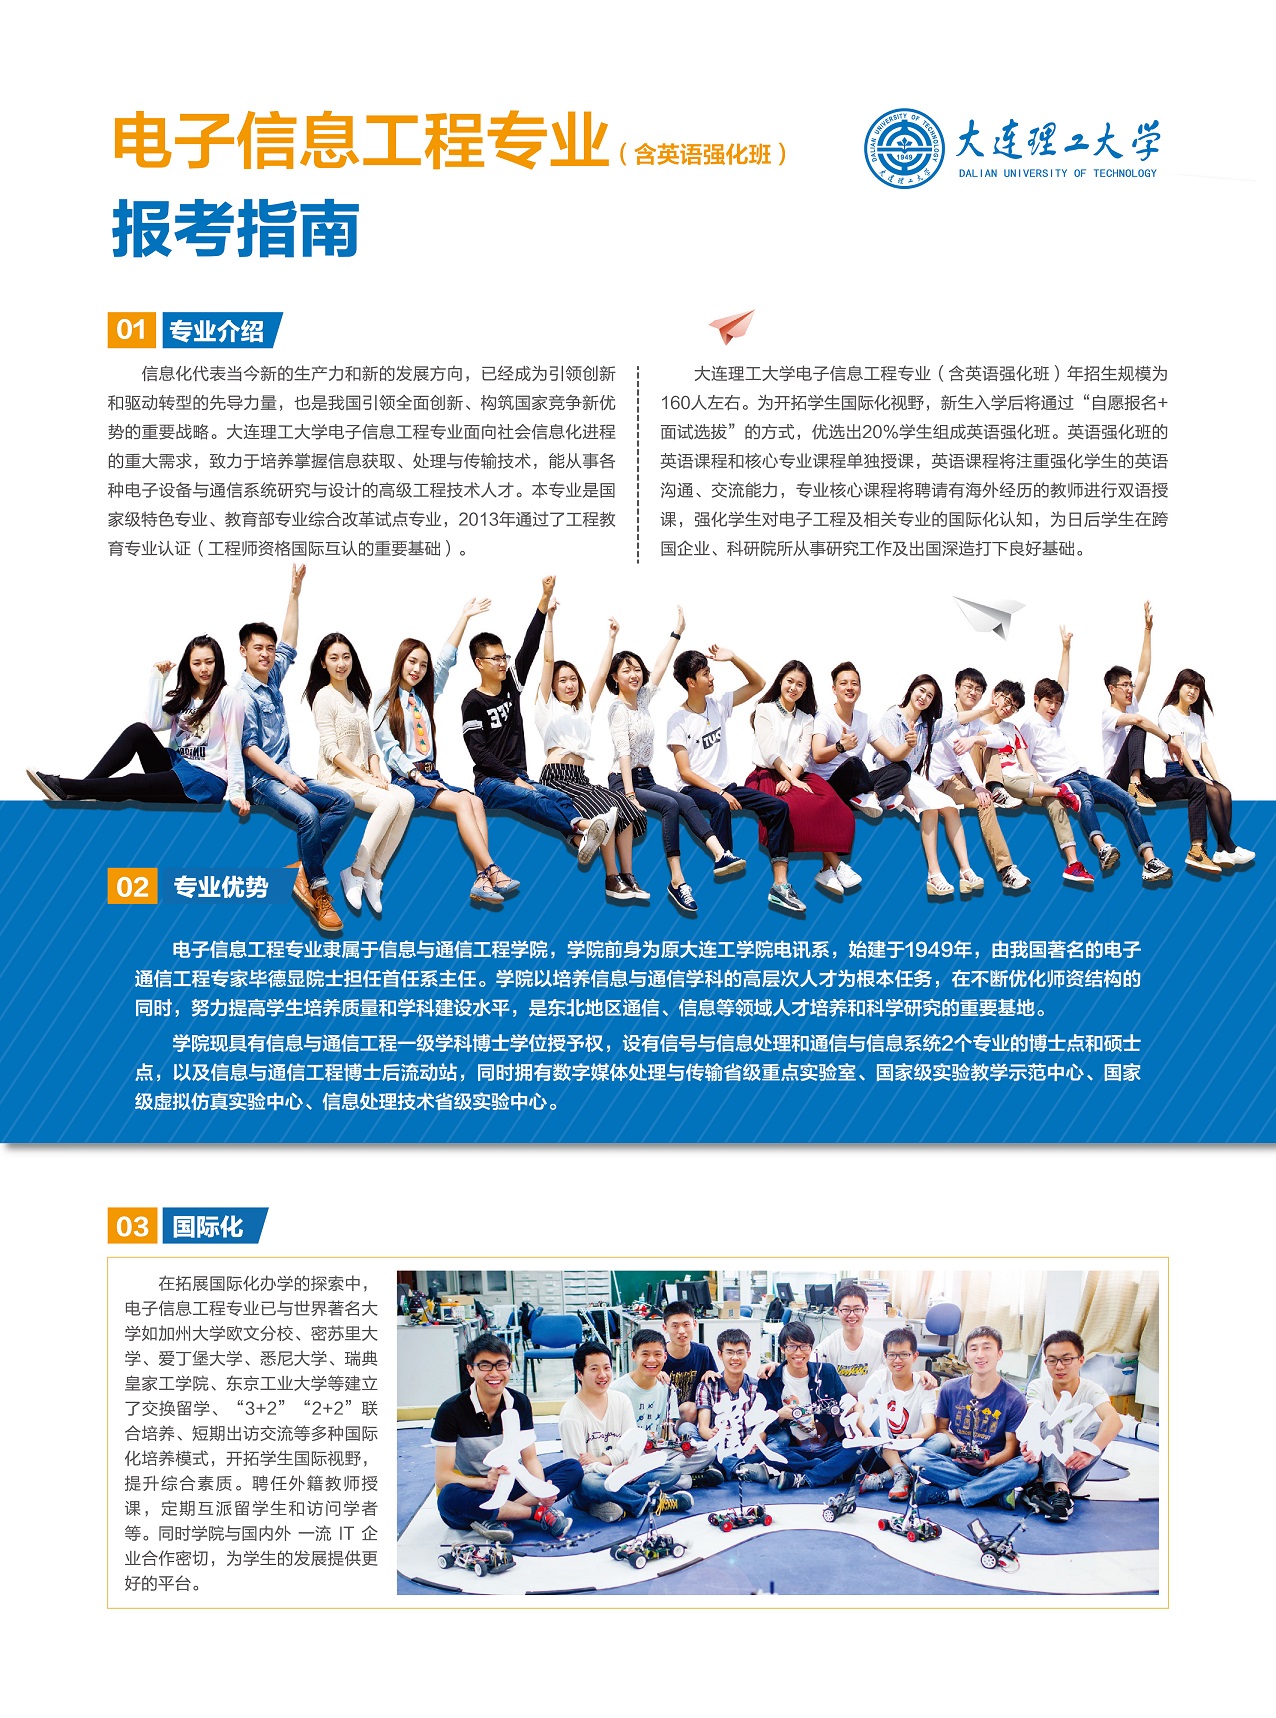 电子信息工程专业（含英语强化班）
报考指南
DALIAN UNIVERSITY OF TECHNOLOGY
1949
大连理工大学
大连理工大学
DALIAN UNIVERSITY OF TECHNOLOGY
01 专业介绍
信息化代表当今新的生产力和新的发展方向，已经成为引领创新
和驱动转型的先导力量，也是我国引领全面创新、构筑国家竞争新优
势的重要战略。大连理工大学电子信息工程专业面向社会信息化进程
的重大需求，致力于培养掌握信息获取、处理与传输技术，能从事各
种电子设备与通信系统研究与设计的高级工程技术人才。本专业是国
家级特色专业、教育部专业综合改革试点专业，2013年通过了工程教
育专业认证（工程师资格国际互认的重要基础）。
大连理工大学电子信息工程专业（含英语强化班）年招生规模为
160人左右。为开拓学生国际化视野，新生入学后将通过“自愿报名+
面试选拔”的方式，优选出20%学生组成英语强化班。英语强化班的
英语课程和核心专业课程单独授课，英语课程将注重强化学生的英语
沟通、交流能力，专业核心课程将聘请有海外经历的教师进行双语授
课，强化学生对电子工程及相关专业的国际化认知，为日后学生在跨
国企业、科研院所从事研究工作及出国深造打下良好基础。
02 专业优势
电子信息工程专业隶属于信息与通信工程学院，学院前身为原大连工学院电讯系，始建于1949年，由我国著名的电子
通信工程专家毕德显院士担任首任系主任。学院以培养信息与通信学科的高层次人才为根本任务，在不断优化师资结构的
同时，努力提高学生培养质量和学科建设水平，是东北地区通信、信息等领域人才培养和科学研究的重要基地。
学院现具有信息与通信工程一级学科博士学位授予权，设有信号与信息处理和通信与信息系统2个专业的博士点和硕士
点，以及信息与通信工程博士后流动站，同时拥有数字媒体处理与传输省级重点实验室、国家级实验教学示范中心、国家
级虚拟仿真实验中心、信息处理技术省级实验中心。
03 国际化
在拓展国际化办学的探索中，
电子信息工程专业已与世界著名大
学如加州大学欧文分校、密苏里大
学、爱丁堡大学、悉尼大学、瑞典
皇家工学院、东京工业大学等建立
了交换留学、“3+2”“2+2”联
合培养、短期出访交流等多种国际
化培养模式，开拓学生国际视野，
提升综合素质。聘任外籍教师授
课，定期互派留学生和访问学者
等。同时学院与国内外 一流 IT 企
业合作密切，为学生的发展提供更
好的平台。
大工歡迎你